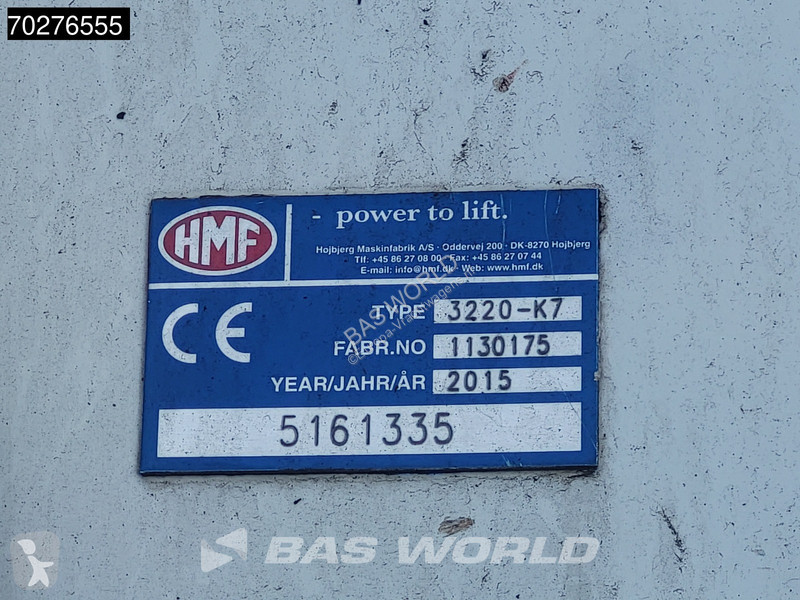 70276555
HMF
- power to lift.
Hojbjerg Maskinfabrik A/S · Oddervej 200 · DK-8270 Hojbjerg
Tlf: +45 86 27 08 00 · Fax: +45 86 27 07 44
E-mail: info@hmf.dk · Web: www.hmf.dk
CE
TYPE 3220-K7
FABR.NO 1130175
YEAR/JAHR/ÅR 2015
5161335
BAS WORLD
BAS WORLD